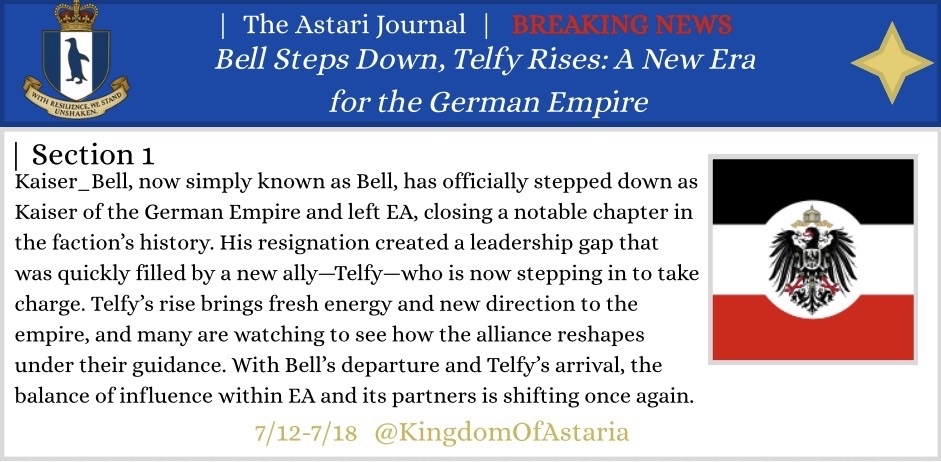 | The Astari Journal | BREAKING NEWS
Bell Steps Down, Telfy Rises: A New Era
for the German Empire
WITH RESILIENCE, WE STAND
UNSHAKEN.
| Section 1
Kaiser_Bell, now simply known as Bell, has officially stepped down as
Kaiser of the German Empire and left EA, closing a notable chapter in
the faction’s history. His resignation created a leadership gap that
was quickly filled by a new ally—Telfy—who is now stepping in to take
charge. Telfy’s rise brings fresh energy and new direction to the
empire, and many are watching to see how the alliance reshapes
under their guidance. With Bell’s departure and Telfy’s arrival, the
balance of influence within EA and its partners is shifting once again.
7/12-7/18 @KingdomOfAstaria